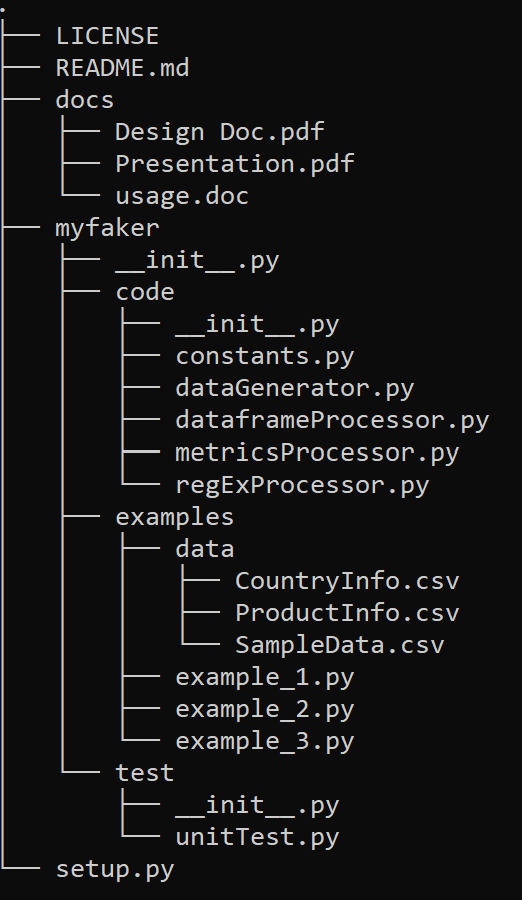 .
├── LICENSE
├── README.md
├── docs
│   ├── Design Doc.pdf
│   ├── Presentation.pdf
│   └── usage.doc
├── myfaker
│   ├── __init__.py
│   ├── code
│   │   ├── __init__.py
│   │   ├── constants.py
│   │   ├── dataGenerator.py
│   │   ├── dataframeProcessor.py
│   │   ├── metricsProcessor.py
│   │   └── regExProcessor.py
│   ├── examples
│   │   ├── data
│   │   │   ├── CountryInfo.csv
│   │   │   ├── ProductInfo.csv
│   │   │   └── SampleData.csv
│   │   ├── example_1.py
│   │   ├── example_2.py
│   │   └── example_3.py
│   └── test
│       ├── __init__.py
│       └── unitTest.py
└── setup.py